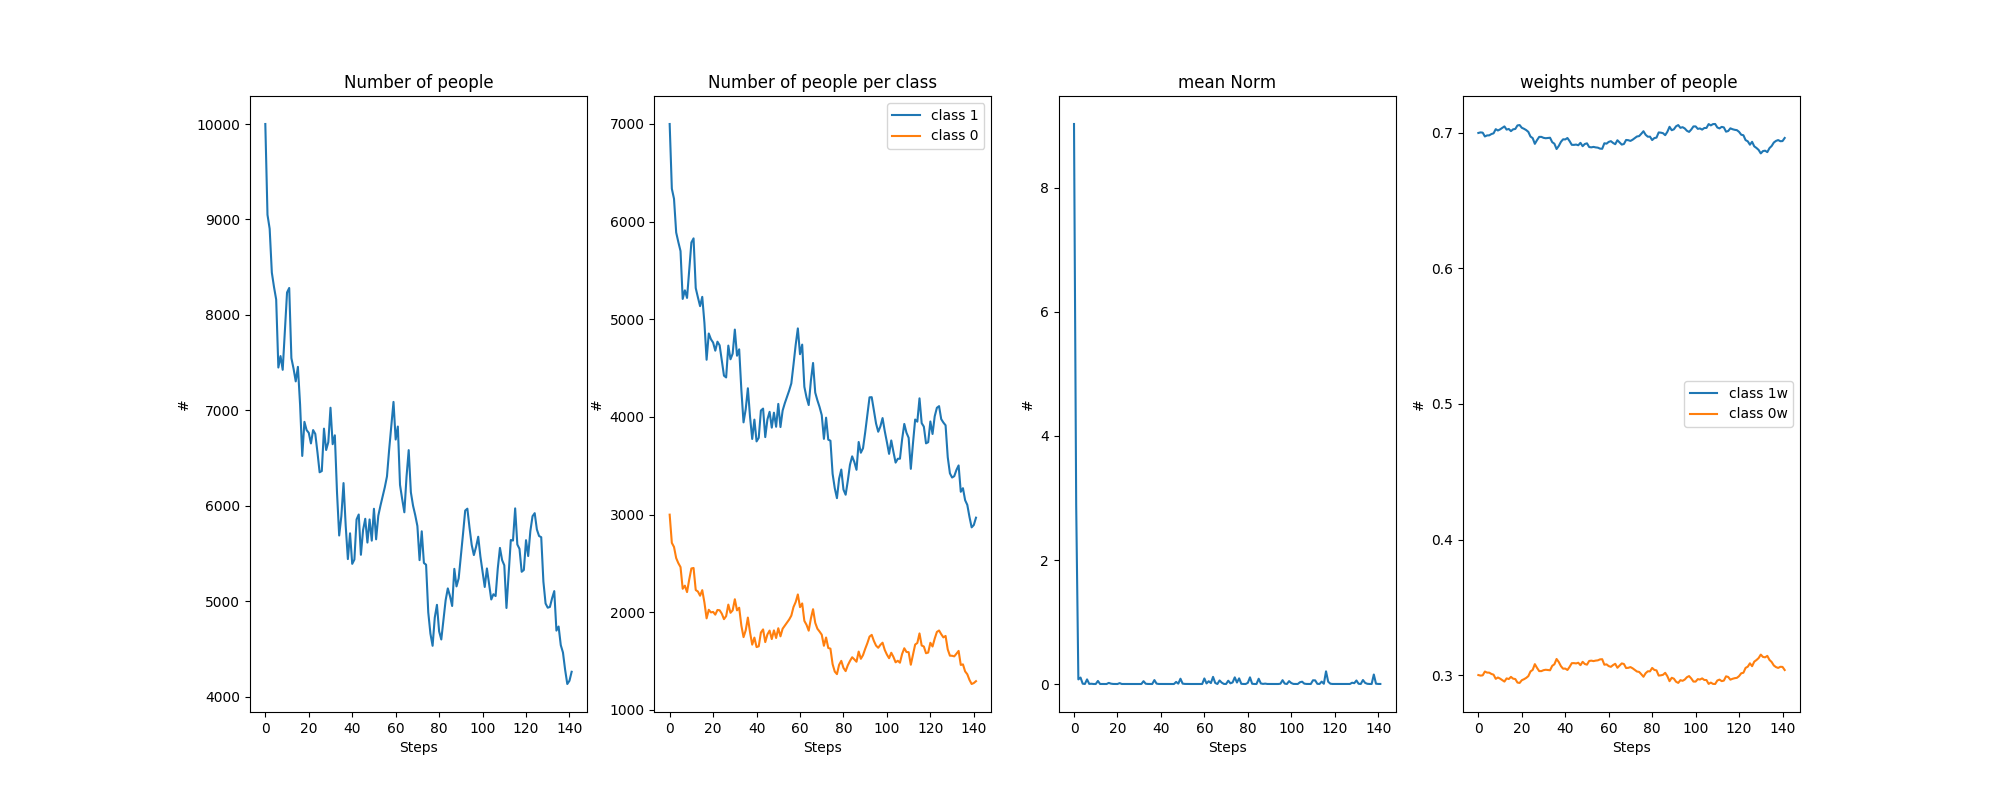 Number of people
10000
9000
8000
7000
6000
5000
4000
#
0 20 40 60 80 100 120 140
Steps
Number of people per class
class 1
class 0
7000
6000
5000
4000
3000
2000
1000
#
0 20 40 60 80 100 120 140
Steps
mean Norm
8
6
4
2
0
#
0 20 40 60 80 100 120 140
Steps
weights number of people
0.7
0.6
0.5
0.4
0.3
#
class 1w
class 0w
0 20 40 60 80 100 120 140
Steps